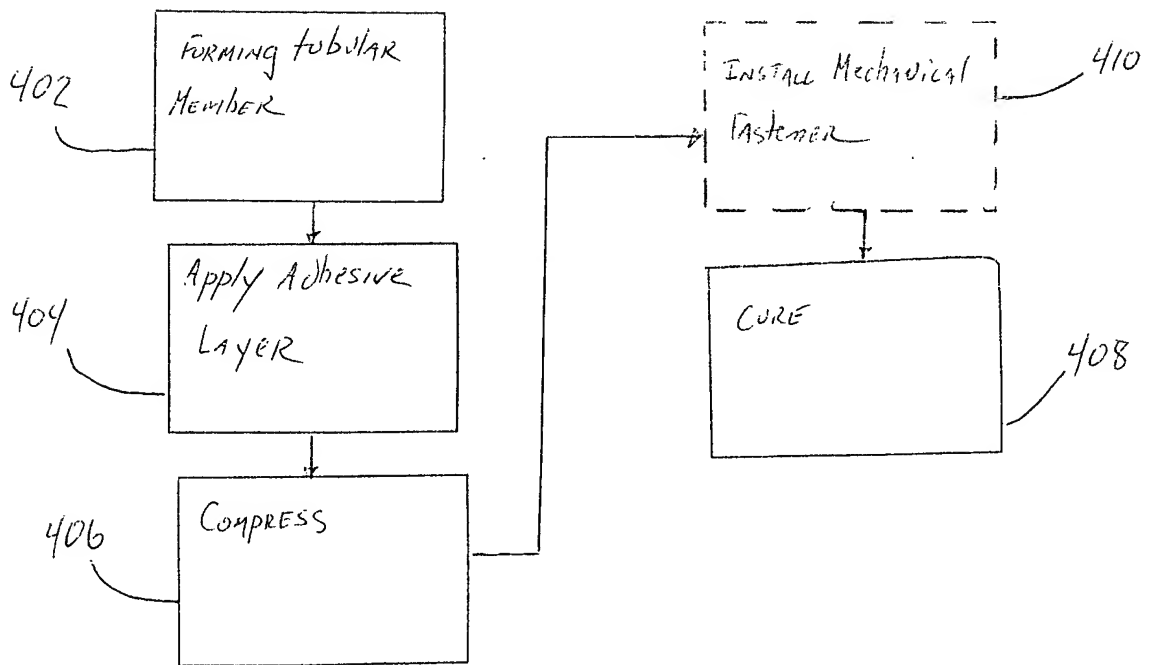 402
FORMING tubular
Member
404
Apply Adhesive
Layer
406
Compress
INSTALL Mechanical
Fastener
410
CURE
408